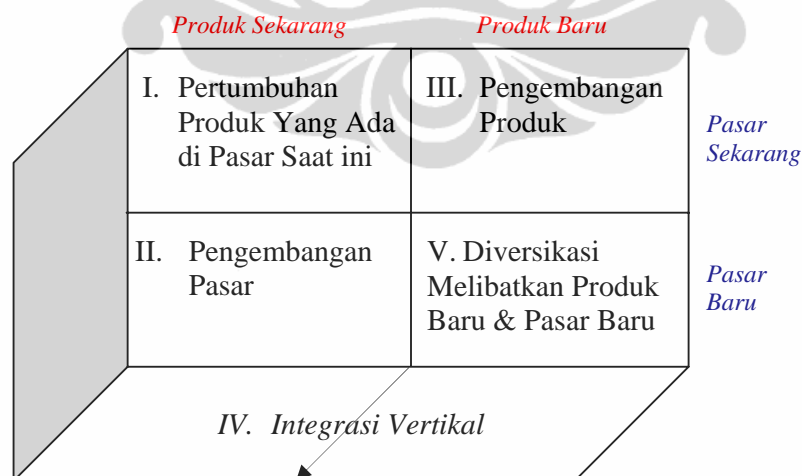 Produk Sekarang
Produk Baru
I. Pertumbuhan
Produk Yang Ada
di Pasar Saat ini
III. Pengembangan
Produk
Pasar
Sekarang
II. Pengembangan
Pasar
V. Diversikasi
Melibatkan Produk
Baru & Pasar Baru
Pasar
Baru
IV. Integrasi Vertikal